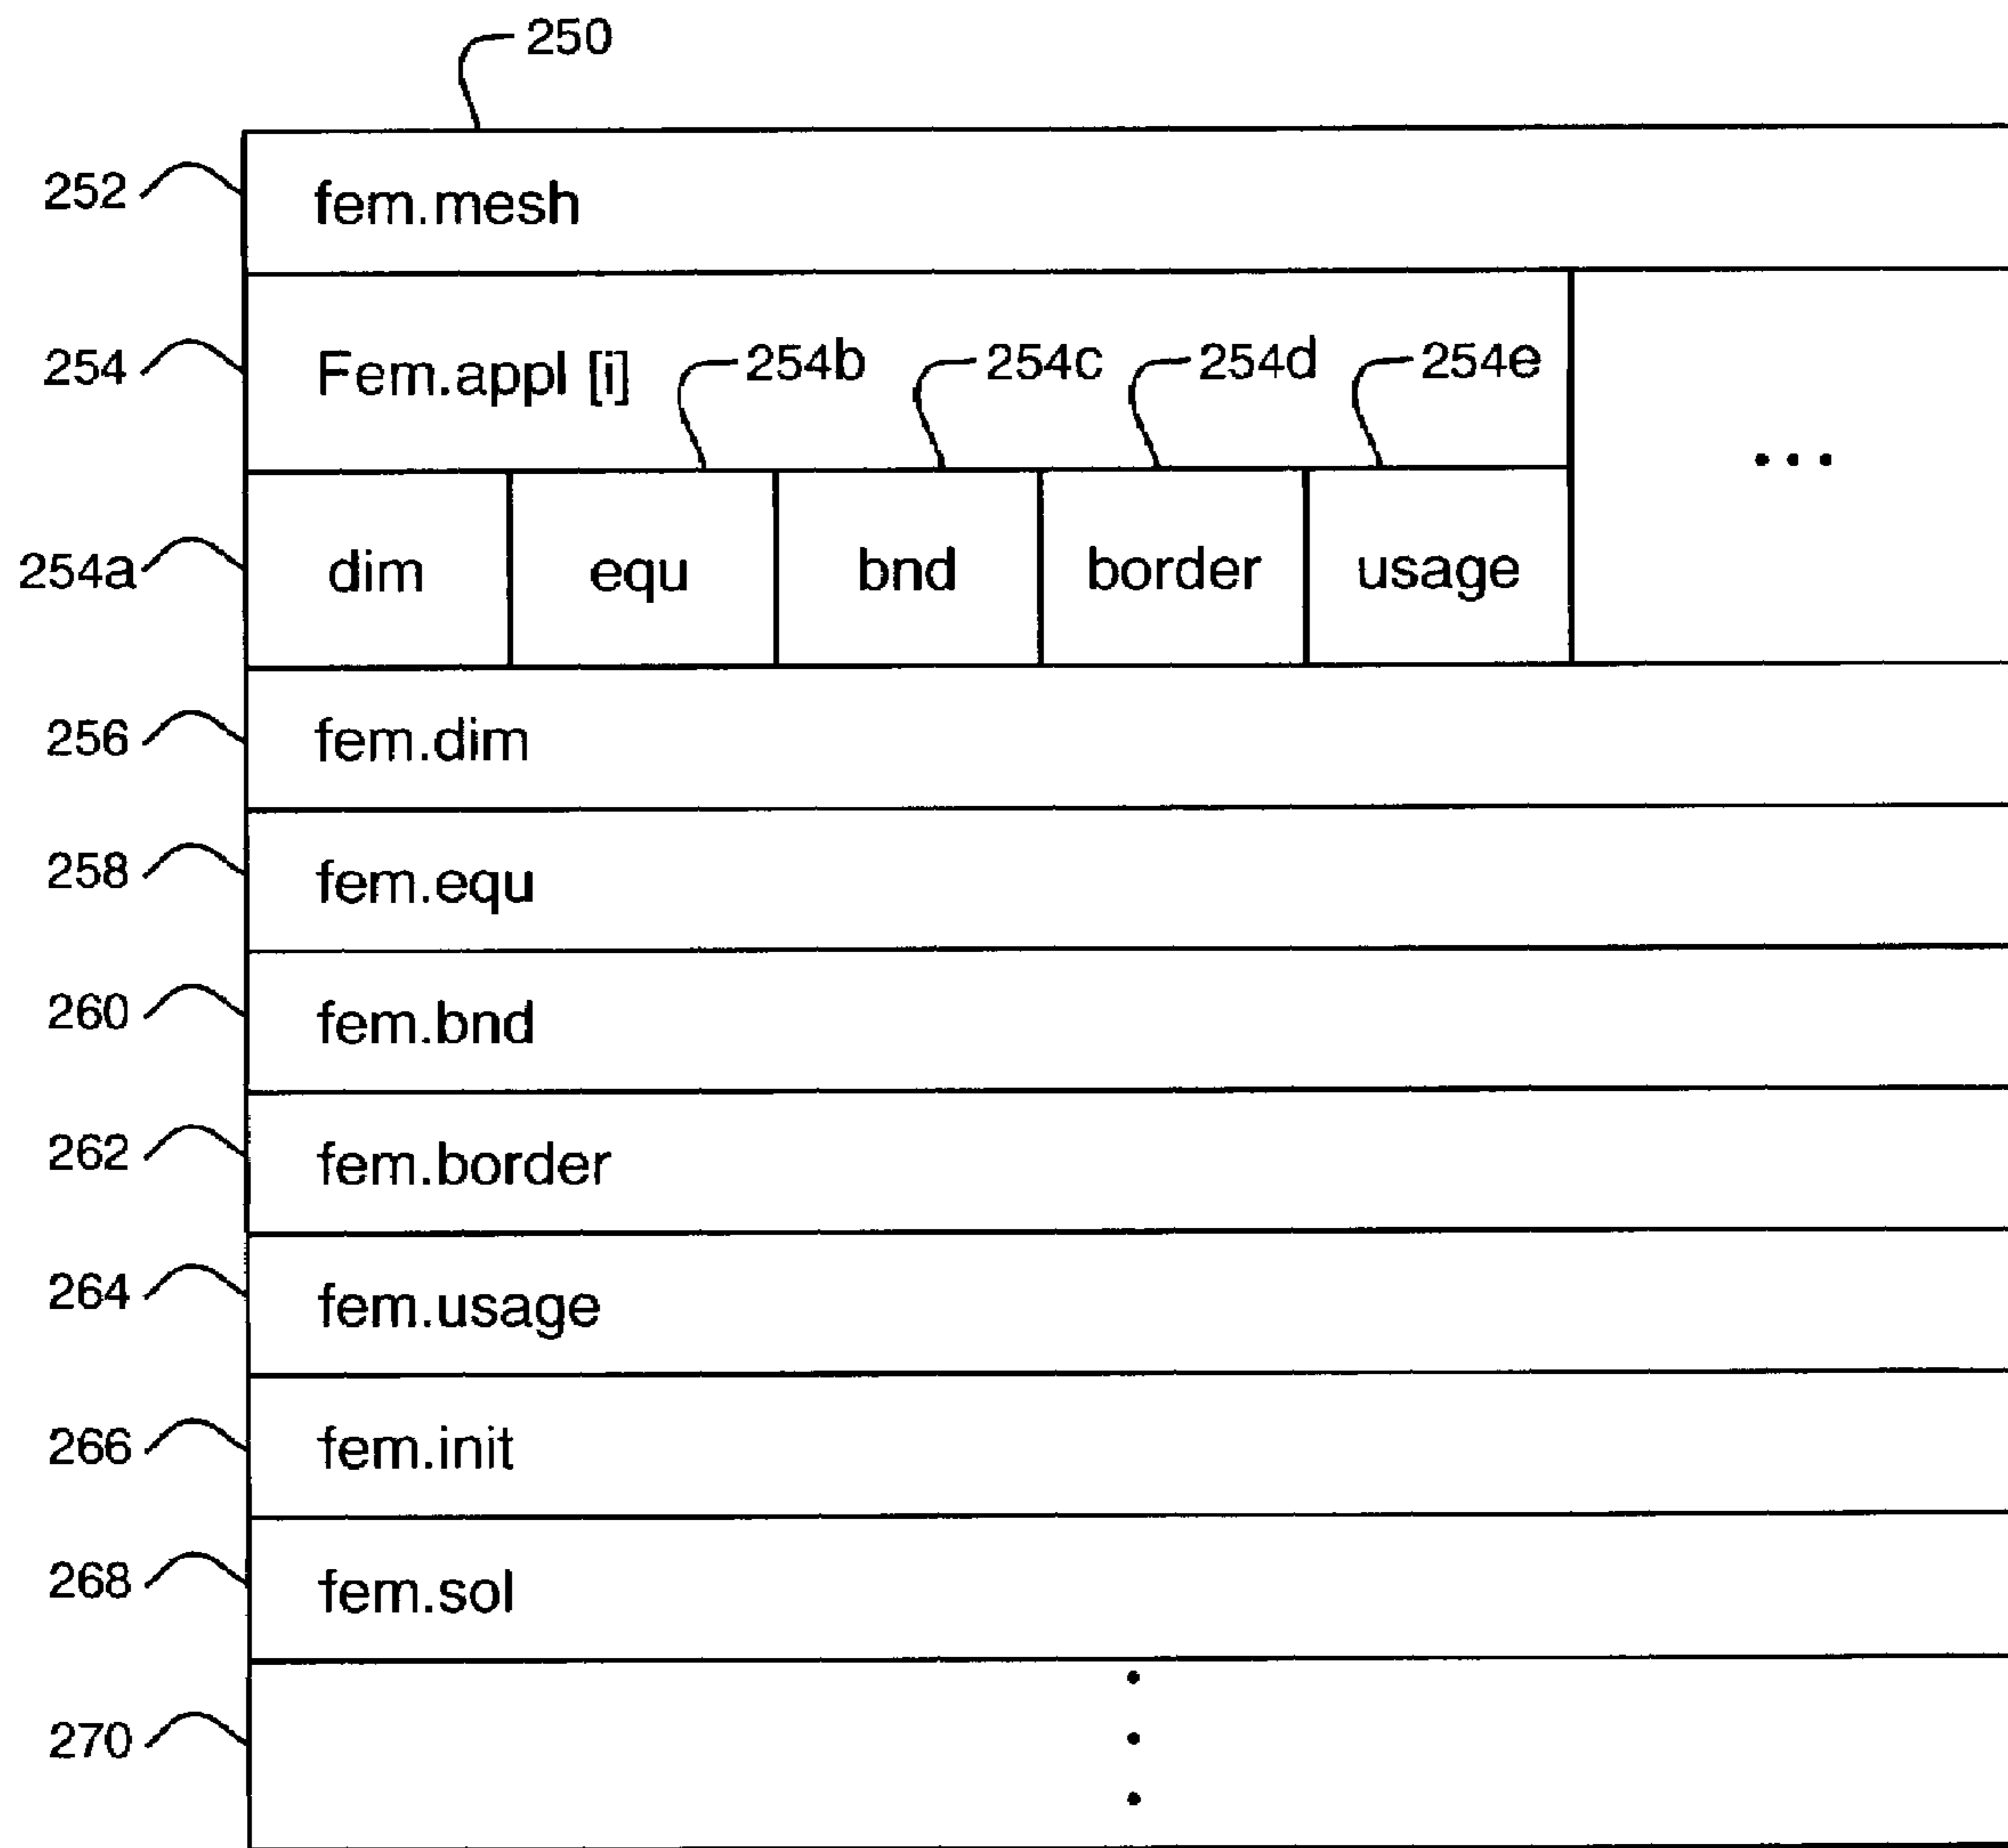 250
252 fem.mesh
254 Fem.appl [i] 254b 254c 254d 254e
...
254a dim equ bnd border usage
256 fem.dim
258 fem.equ
260 fem.bnd
262 fem.border
264 fem.usage
266 fem.init
268 fem.sol
270